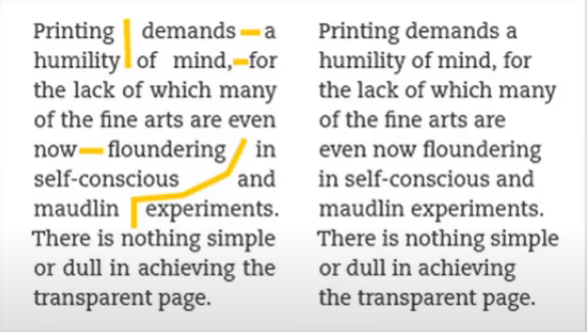 Printing demands a
humility of mind, for
the lack of which many
of the fine arts are even
now floundering in
self-conscious and
maudlin experiments.
There is nothing simple
or dull in achieving the
transparent page.
Printing demands a
humility of mind, for
the lack of which many
of the fine arts are
even now floundering
in self-conscious and
maudlin experiments.
There is nothing simple
or dull in achieving
the transparent page.